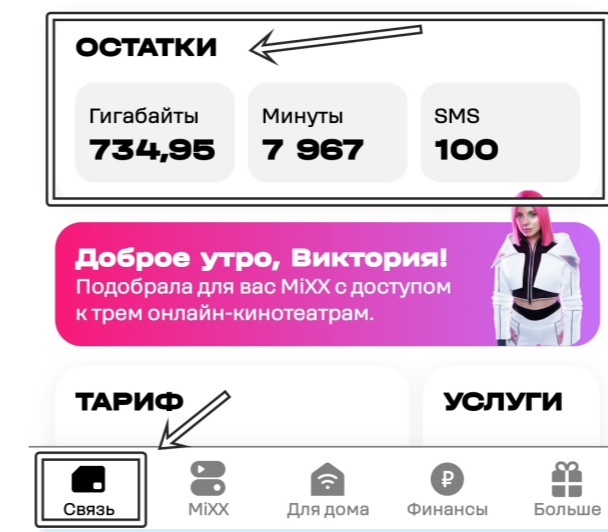 ОСТАТКИ
Гигабайты Минуты SMS
734,95 7 967 100
Доброе утро, Виктория!
Подобрала для вас MiXX с доступом
к трем онлайн-кинотеатрам.
ТАРИФ УСЛУГИ
Связь MiXX Для дома Финансы Больше